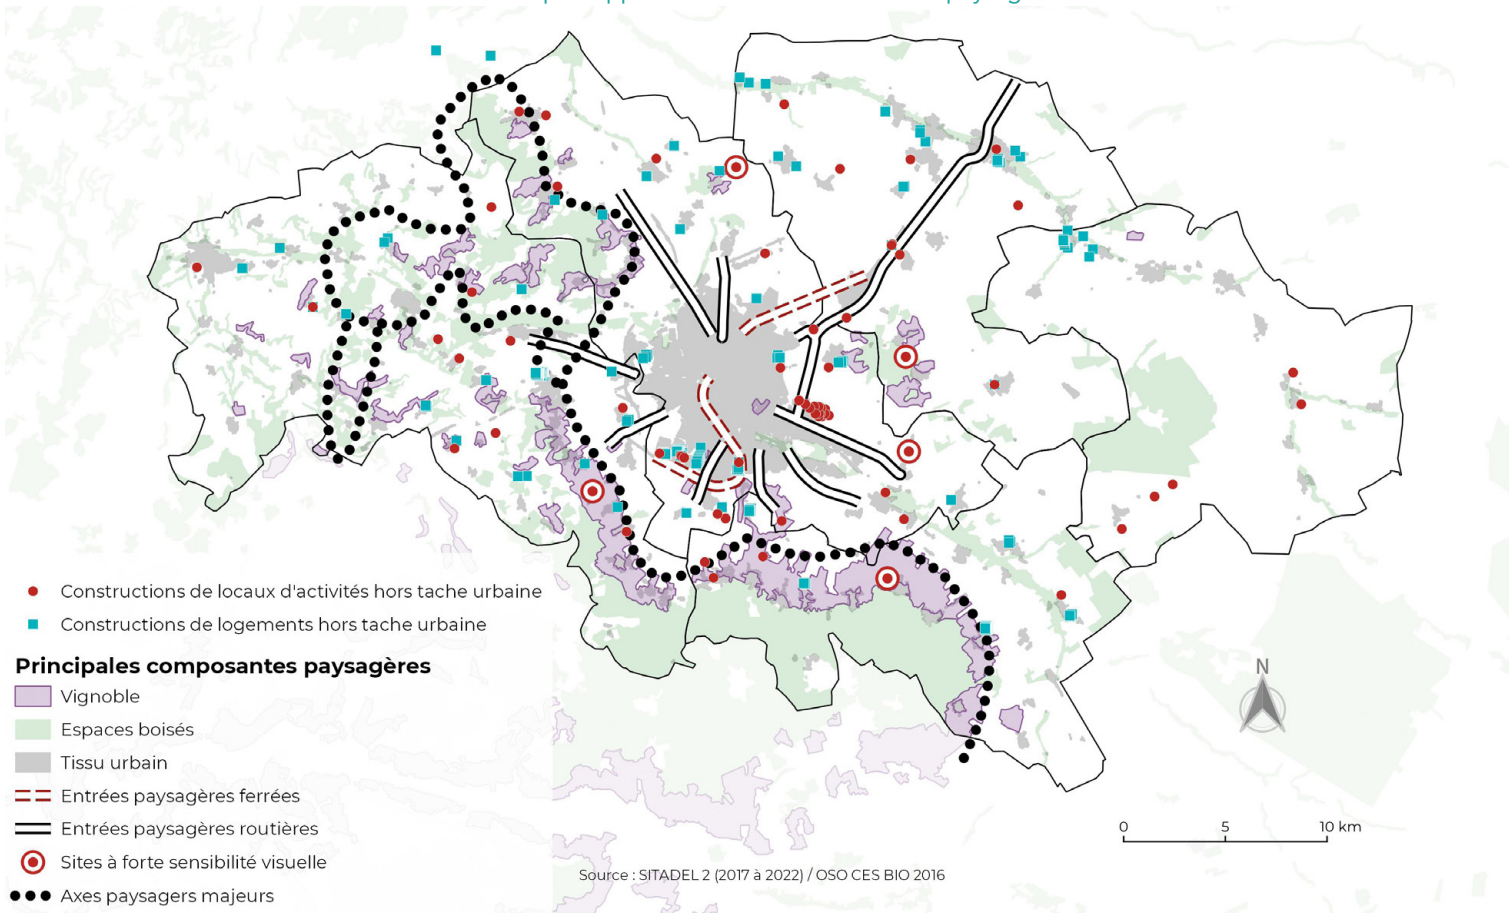 Constructions de locaux d'activités hors tache urbaine
Constructions de logements hors tache urbaine
Principales composantes paysagères
Vignoble
Espaces boisés
Tissu urbain
Entrées paysagères ferrées
Entrées paysagères routières
Sites à forte sensibilité visuelle
Axes paysagers majeurs
N
0 5 10 km
Source : SITADEL 2 (2017 à 2022) / OSO CES BIO 2016